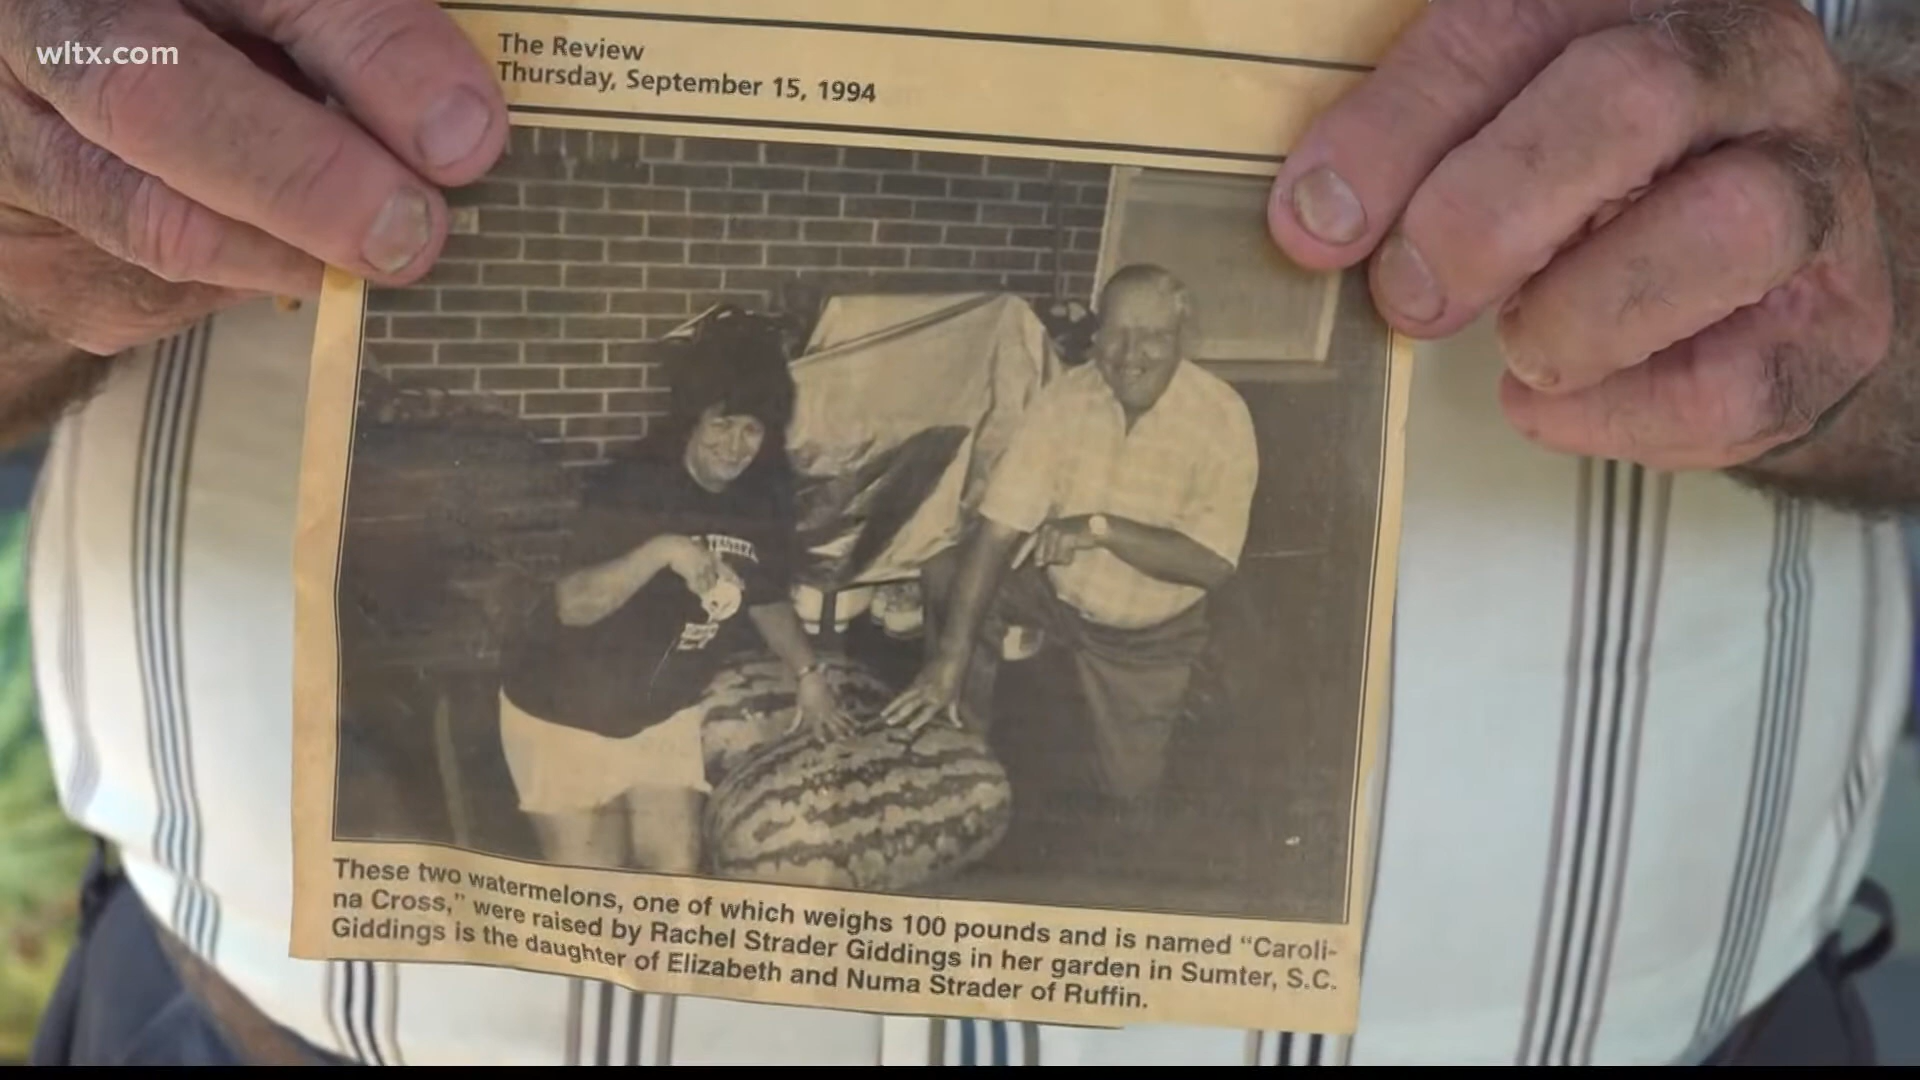 wltx.com
The Review
Thursday, September 15, 1994
These two watermelons, one of which weighs 100 pounds and is named “Caroli-
na Cross,” were raised by Rachel Strader Giddings in her garden in Sumter, S.C.
Giddings is the daughter of Elizabeth and Numa Strader of Ruffin.